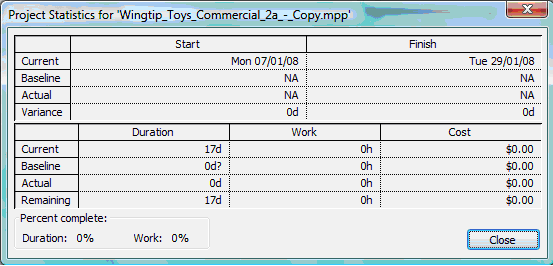 Project Statistics for 'Wingtip_Toys_Commercial_2a_-_Copy.mpp'
Start Finish
Current Mon 07/01/08 Tue 29/01/08
Baseline NA NA
Actual NA NA
Variance 0d 0d
Duration Work Cost
Current 17d 0h $0.00
Baseline 0d? 0h $0.00
Actual 0d 0h $0.00
Remaining 17d 0h $0.00
Percent complete:
Duration: 0% Work: 0% Close